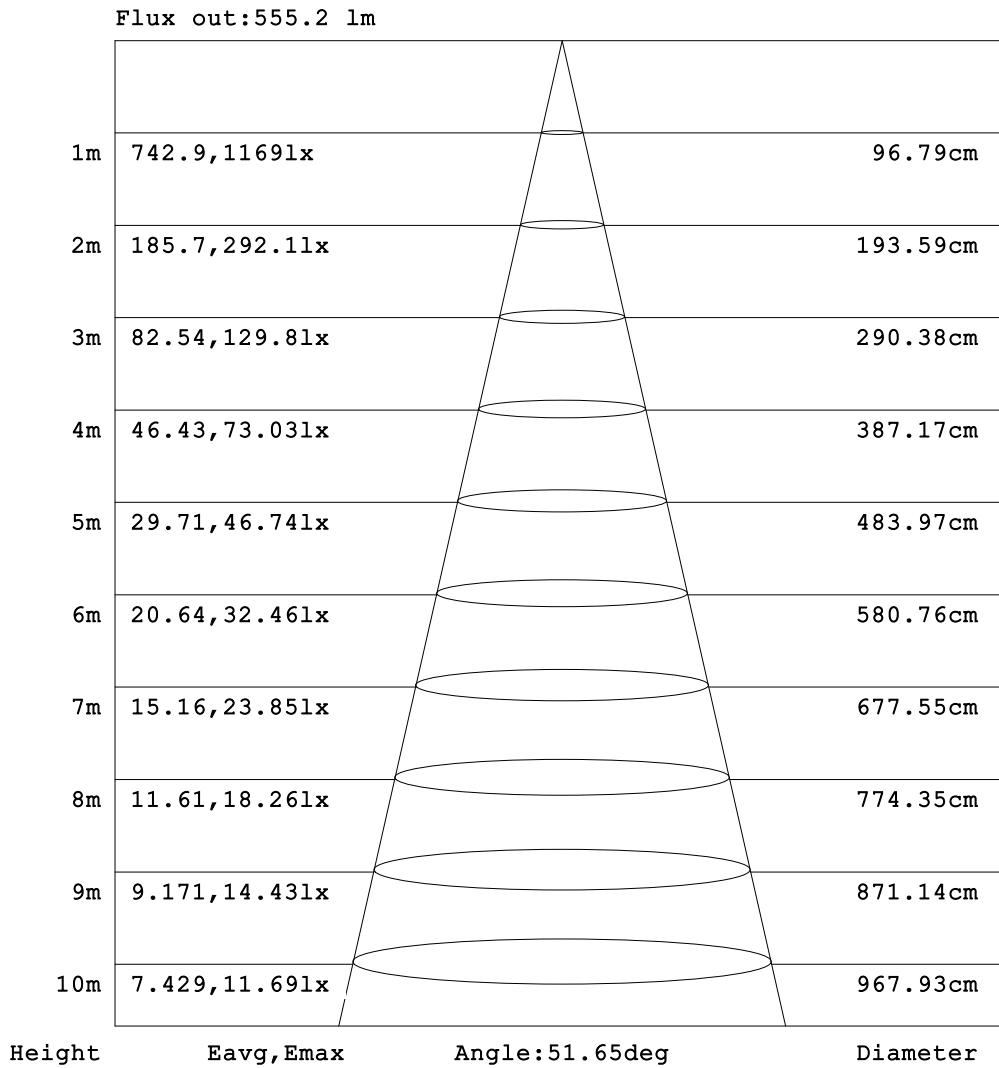 Flux out:555.2 lm
1m 742.9,1169lx 96.79cm
2m 185.7,292.1lx 193.59cm
3m 82.54,129.8lx 290.38cm
4m 46.43,73.03lx 387.17cm
5m 29.71,46.74lx 483.97cm
6m 20.64,32.46lx 580.76cm
7m 15.16,23.85lx 677.55cm
8m 11.61,18.26lx 774.35cm
9m 9.171,14.43lx 871.14cm
10m 7.429,11.69lx 967.93cm
Height Eavg,Emax Angle:51.65deg Diameter